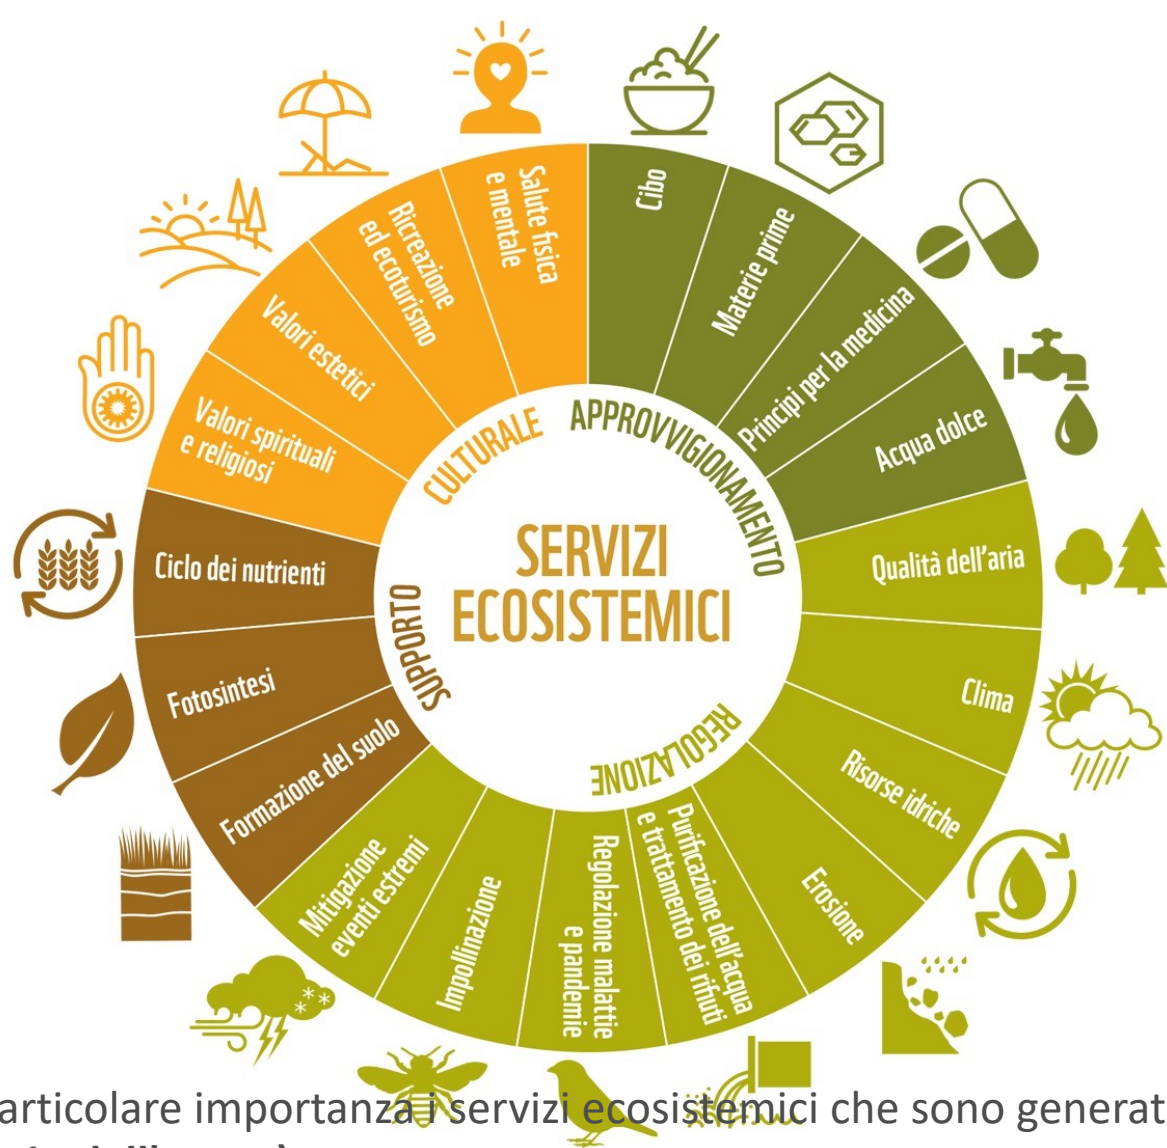 SERVIZI
ECOSISTEMICI
APPROVVIGIONAMENTO
Cibo
Materie prime
Principi per la medicina
Acqua dolce
REGOLAZIONE
Qualità dell'aria
Clima
Risorse idriche
Erosione
Purificazione dell'acqua
e trattamento dei rifiuti
Regolazione malattie
e pandemie
Impollinazione
Mitigazione
eventi estremi
SUPPORTO
Formazione del suolo
Fotosintesi
Ciclo dei nutrienti
CULTURALE
Valori spirituali
e religiosi
Valori estetici
Ricreazione
ed ecoturismo
Salute fisica
e mentale
articolare importanza i servizi ecosistemici che sono generat